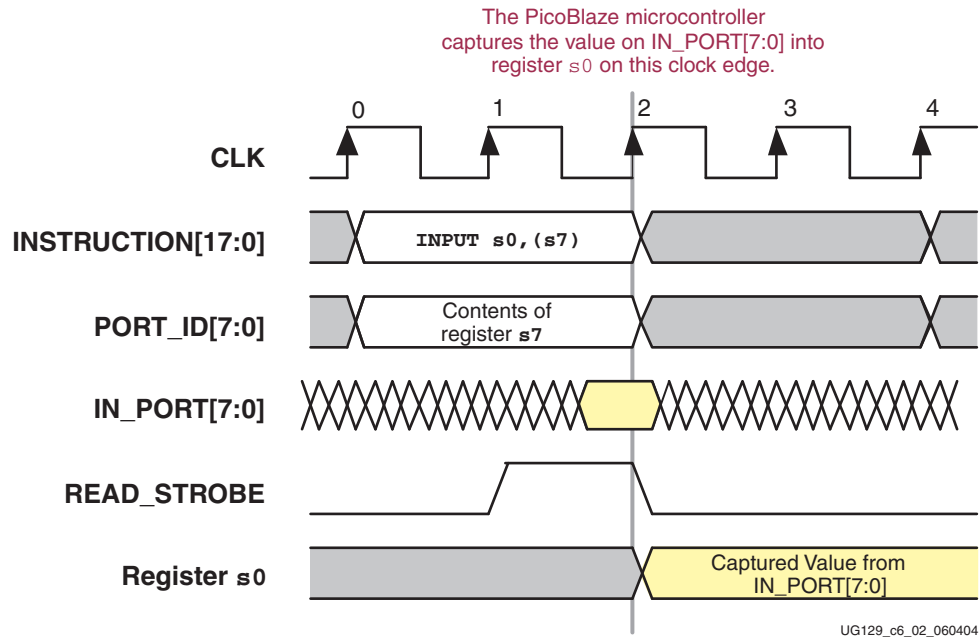 The PicoBlaze microcontroller
captures the value on IN_PORT[7:0] into
register s0 on this clock edge.
0 1 2 3 4
CLK
INSTRUCTION[17:0]
INPUT s0,(s7)
PORT_ID[7:0]
Contents of
register s7
IN_PORT[7:0]
READ_STROBE
Register s0
Captured Value from
IN_PORT[7:0]
UG129_c6_02_060404